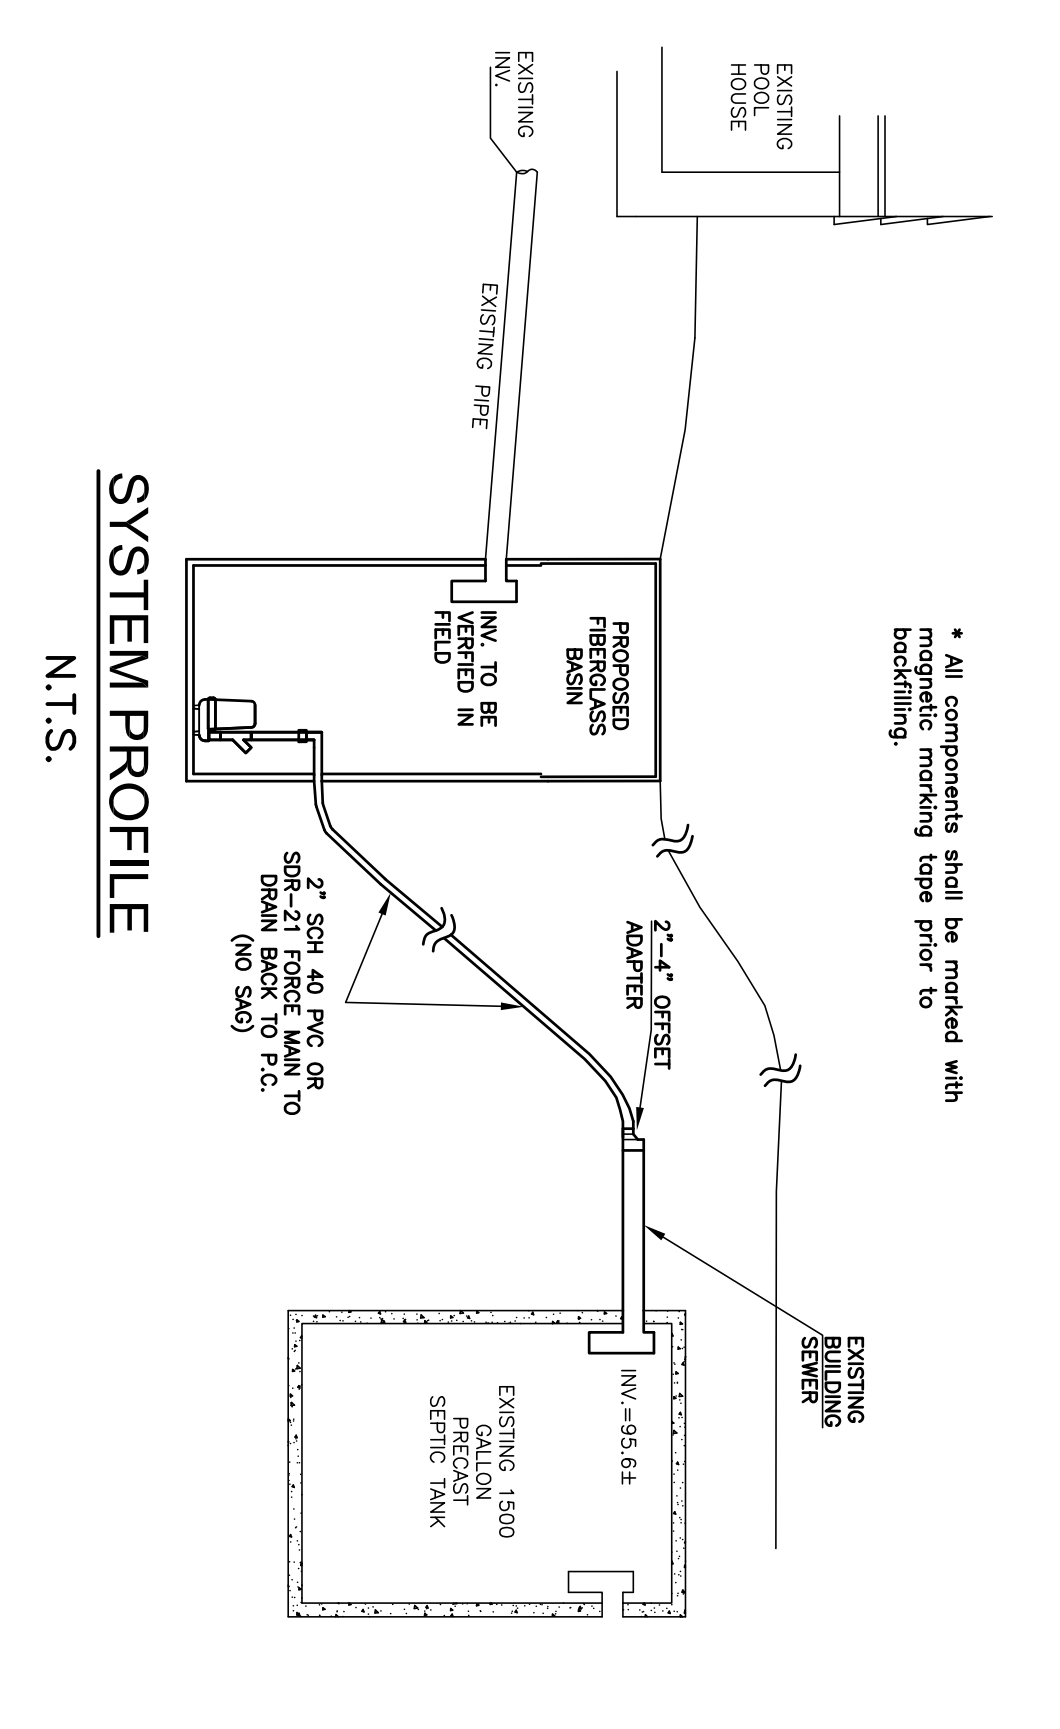 * All components shall be marked with
magnetic marking tape prior to
backfilling.
EXISTING
POOL
HOUSE
EXISTING
INV.
EXISTING PIPE
PROPOSED
FIBERGLASS
BASIN
INV. TO BE
VERFIED IN
FIELD
2"-4" OFFSET
ADAPTER
2" SCH 40 PVC OR
SDR-21 FORCE MAIN TO
DRAIN BACK TO P.C.
(NO SAG)
EXISTING
BUILDING
SEWER
INV.=95.6±
EXISTING 1500
GALLON
PRECAST
SEPTIC TANK
SYSTEM PROFILE
N.T.S.